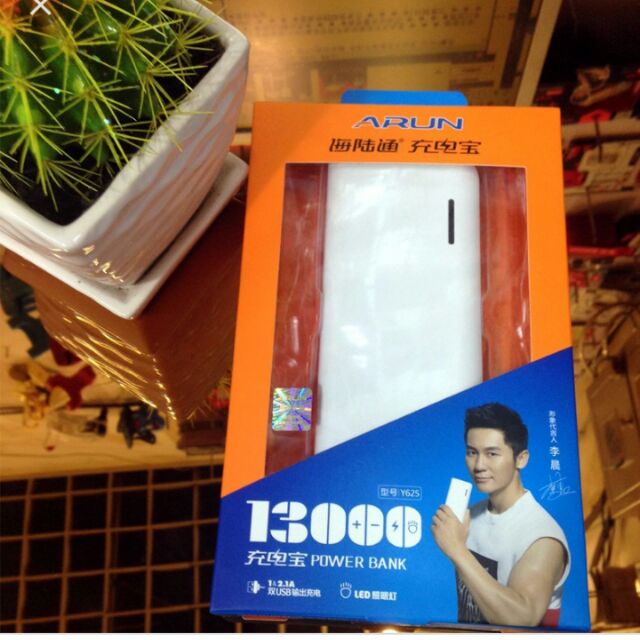 ARUN
海陆通® 充电宝
形象代言人 李晨
型号: Y625
13000
充电宝 POWER BANK
1&2.1A
双USB输出充电
LED 照明灯